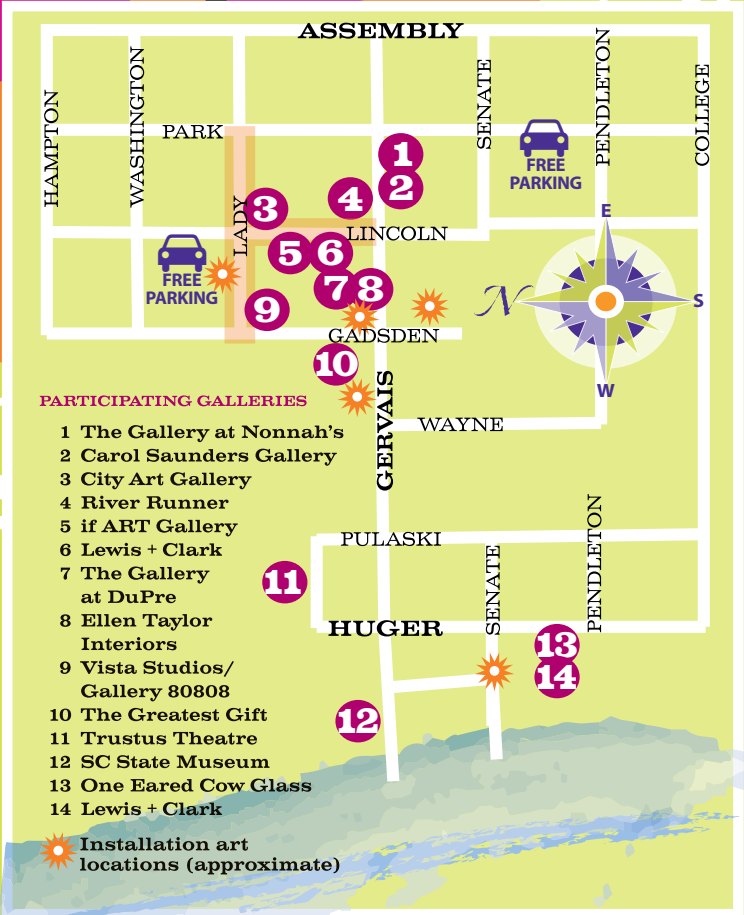 ASSEMBLY
HAMPTON
WASHINGTON
PARK
LADY
SENATE
PENDLETON
COLLEGE
FREE
PARKING
1
2
3
4
LINCOLN
5
6
FREE
PARKING
7
8
9
GADSDEN
10
E
N
S
W
GERVAIS
WAYNE
PARTICIPATING GALLERIES
1 The Gallery at Nonnah's
2 Carol Saunders Gallery
3 City Art Gallery
4 River Runner
5 if ART Gallery
6 Lewis + Clark
7 The Gallery
at DuPre
8 Ellen Taylor
Interiors
9 Vista Studios/
Gallery 80808
10 The Greatest Gift
11 Trustus Theatre
12 SC State Museum
13 One Eared Cow Glass
14 Lewis + Clark
Installation art
locations (approximate)
PULASKI
SENATE
PENDLETON
11
HUGER
13
14
12